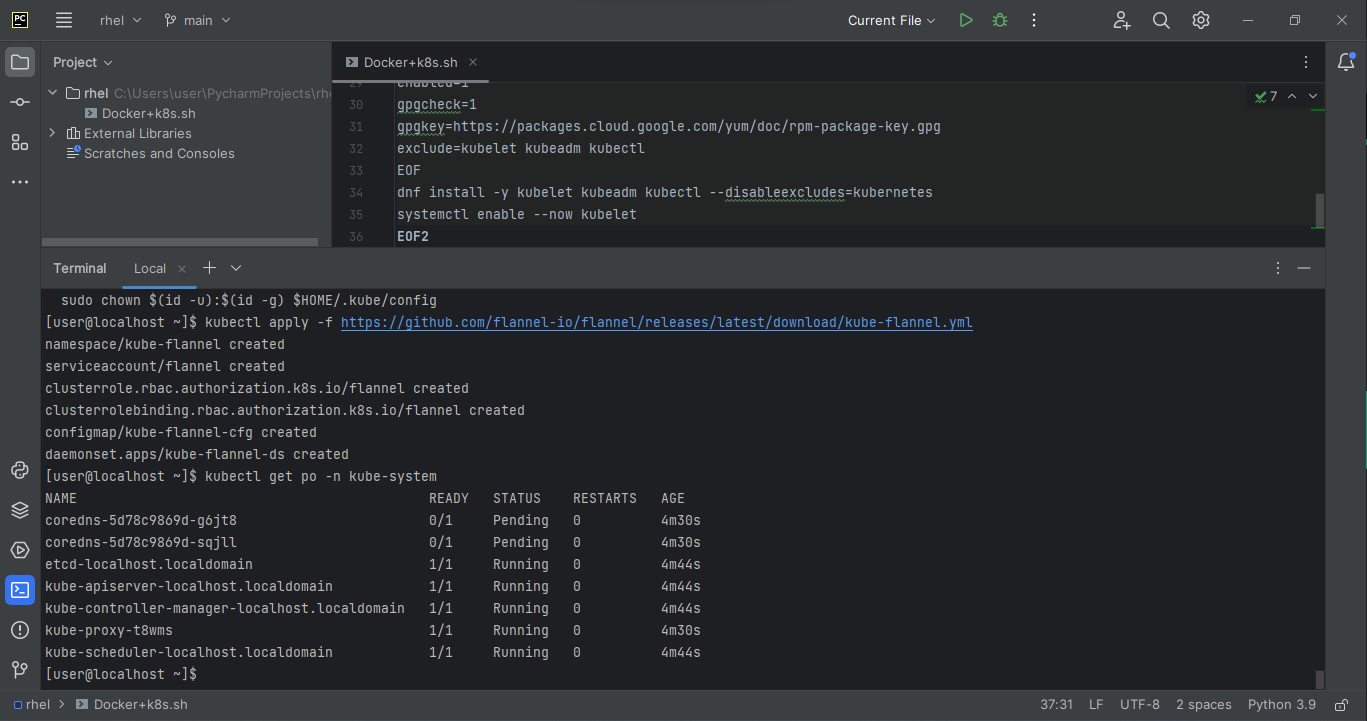 PC rhel main Current File
Project
rhel C:\Users\user\PycharmProjects\rhe
Docker+k8s.sh
External Libraries
Scratches and Consoles
Docker+k8s.sh
7
29 enabled=1
30 gpgcheck=1
31 gpgkey=https://packages.cloud.google.com/yum/doc/rpm-package-key.gpg
32 exclude=kubelet kubeadm kubectl
33 EOF
34 dnf install -y kubelet kubeadm kubectl --disableexcludes=kubernetes
35 systemctl enable --now kubelet
36 EOF2
Terminal Local
sudo chown $(id -u):$(id -g) $HOME/.kube/config
[user@localhost ~]$ kubectl apply -f https://github.com/flannel-io/flannel/releases/latest/download/kube-flannel.yml
namespace/kube-flannel created
serviceaccount/flannel created
clusterrole.rbac.authorization.k8s.io/flannel created
clusterrolebinding.rbac.authorization.k8s.io/flannel created
configmap/kube-flannel-cfg created
daemonset.apps/kube-flannel-ds created
[user@localhost ~]$ kubectl get po -n kube-system
NAME READY STATUS RESTARTS AGE
coredns-5d78c9869d-g6jt8 0/1 Pending 0 4m30s
coredns-5d78c9869d-sqjll 0/1 Pending 0 4m30s
etcd-localhost.localdomain 1/1 Running 0 4m44s
kube-apiserver-localhost.localdomain 1/1 Running 0 4m44s
kube-controller-manager-localhost.localdomain 1/1 Running 0 4m44s
kube-proxy-t8wms 1/1 Running 0 4m30s
kube-scheduler-localhost.localdomain 1/1 Running 0 4m44s
[user@localhost ~]$
rhel > Docker+k8s.sh 37:31 LF UTF-8 2 spaces Python 3.9